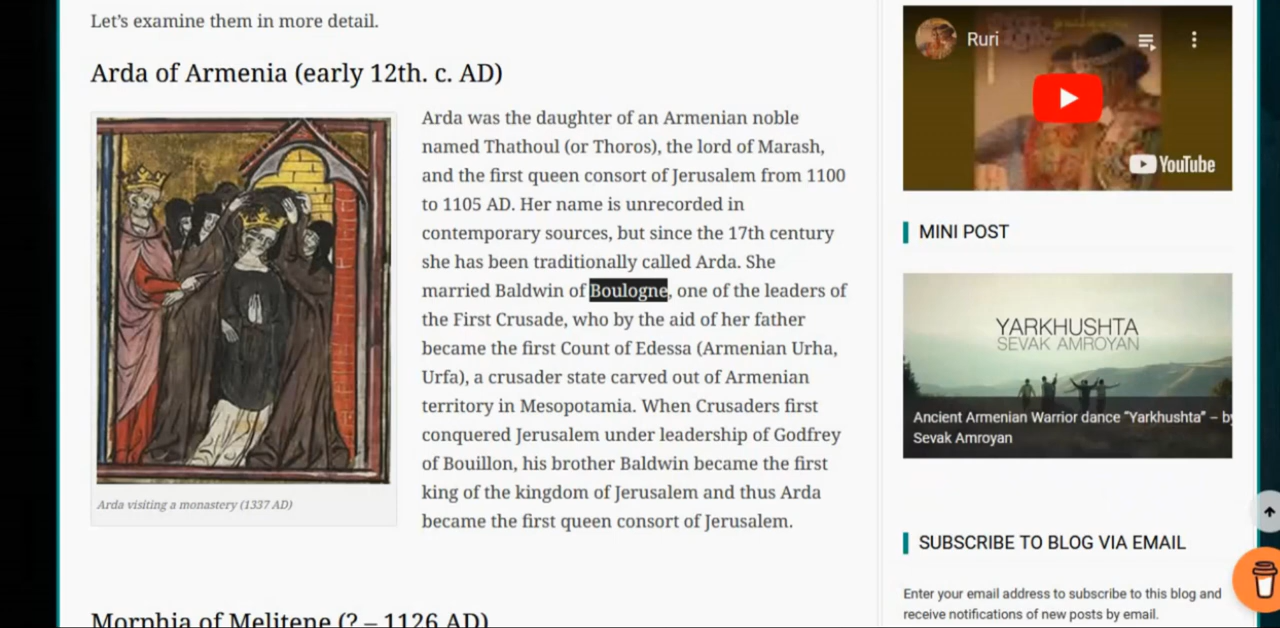 Let's examine them in more detail.
Arda of Armenia (early 12th. c. AD)
Arda was the daughter of an Armenian noble
named Thathoul (or Thoros), the lord of Marash,
and the first queen consort of Jerusalem from 1100
to 1105 AD. Her name is unrecorded in
contemporary sources, but since the 17th century
she has been traditionally called Arda. She
married Baldwin of Boulogne, one of the leaders of
the First Crusade, who by the aid of her father
became the first Count of Edessa (Armenian Urha,
Urfa), a crusader state carved out of Armenian
territory in Mesopotamia. When Crusaders first
conquered Jerusalem under leadership of Godfrey
of Bouillon, his brother Baldwin became the first
king of the kingdom of Jerusalem and thus Arda
became the first queen consort of Jerusalem.
Arda visiting a monastery (1337 AD)
Morphia of Melitene (? – 1126 AD)
Ruri
YouTube
MINI POST
YARKHUSHTA
SEVAK AMROYAN
Ancient Armenian Warrior dance "Yarkhushta" – by
Sevak Amroyan
SUBSCRIBE TO BLOG VIA EMAIL
Enter your email address to subscribe to this blog and
receive notifications of new posts by email.